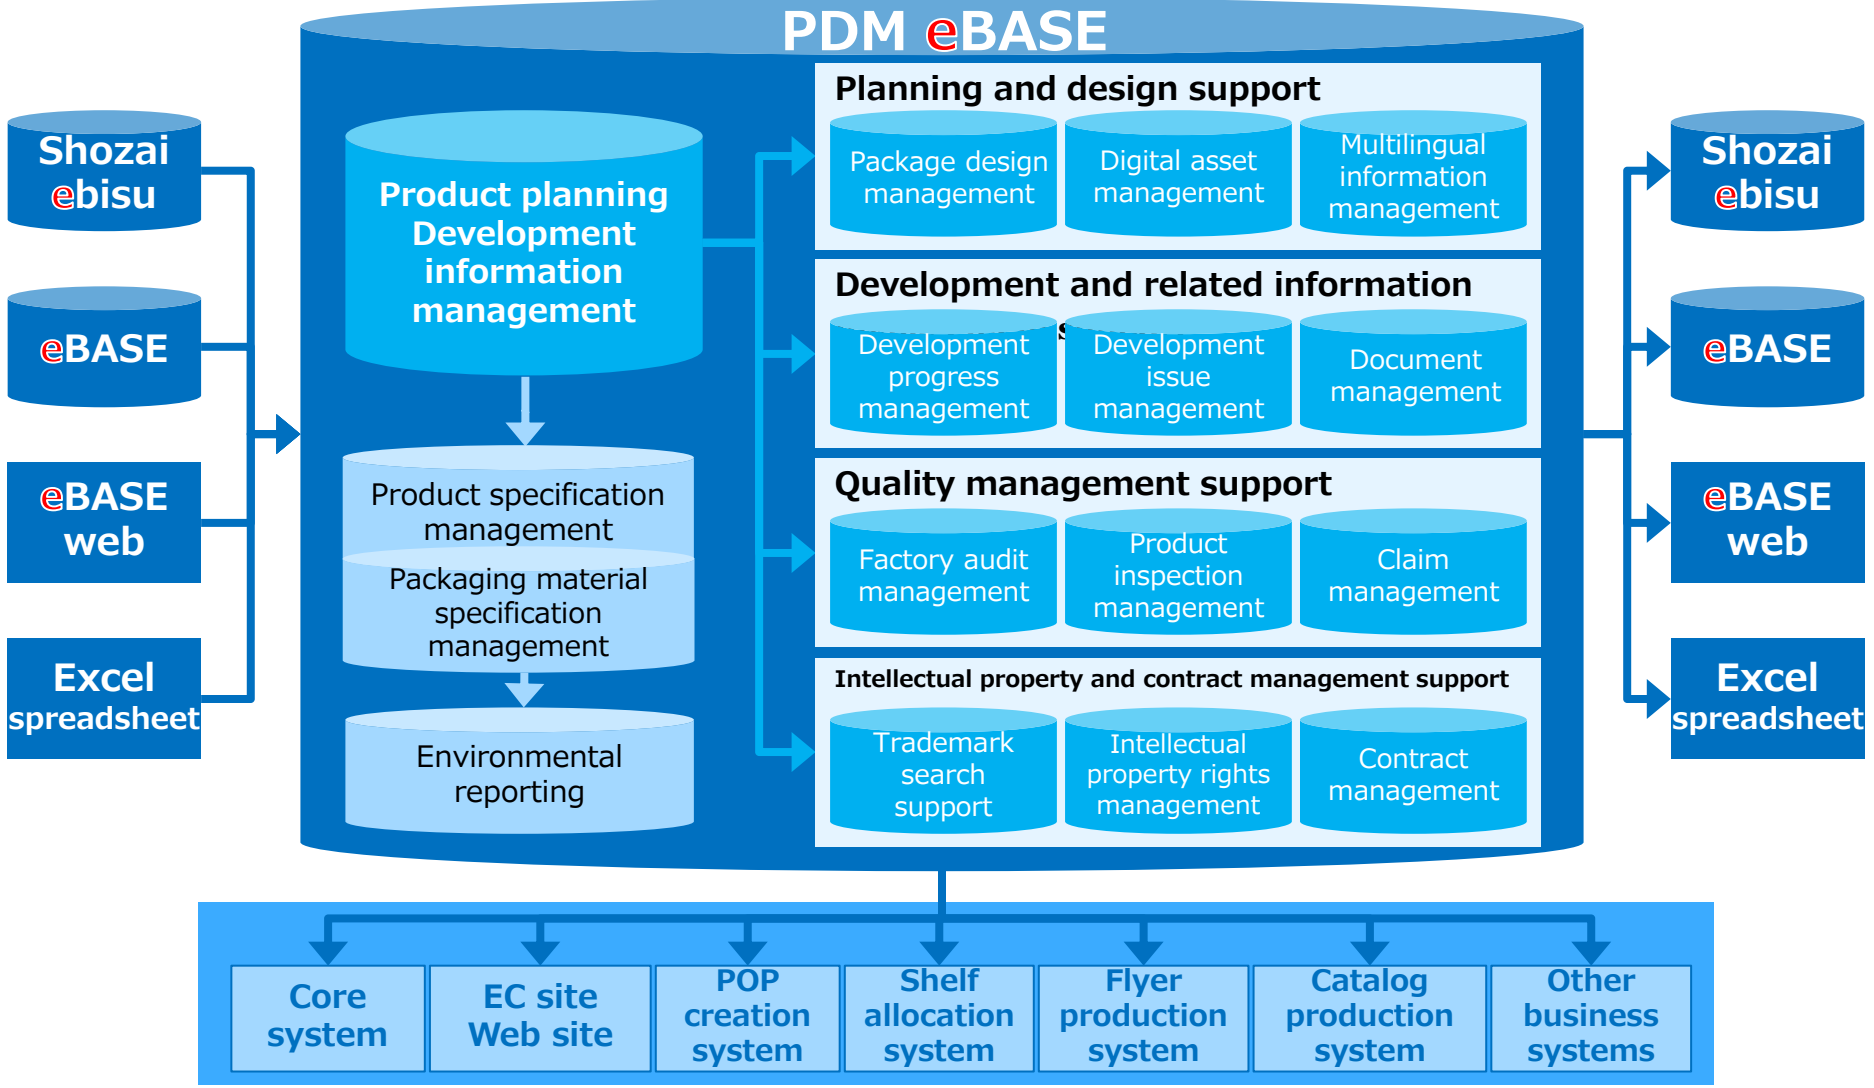 PDM eBASE
Shozai
ebisu
eBASE
eBASE
web
Excel
spreadsheet
Product planning
Development
information
management
Product specification
management
Packaging material
specification
management
Environmental
reporting
Planning and design support
Package design
management
Digital asset
management
Multilingual
information
management
Development and related information
Development
progress
management
Development
issue
management
Document
management
Quality management support
Factory audit
management
Product
inspection
management
Claim
management
Intellectual property and contract management support
Trademark
search
support
Intellectual
property rights
management
Contract
management
Shozai
ebisu
eBASE
eBASE
web
Excel
spreadsheet
Core
system
EC site
Web site
POP
creation
system
Shelf
allocation
system
Flyer
production
system
Catalog
production
system
Other
business
systems